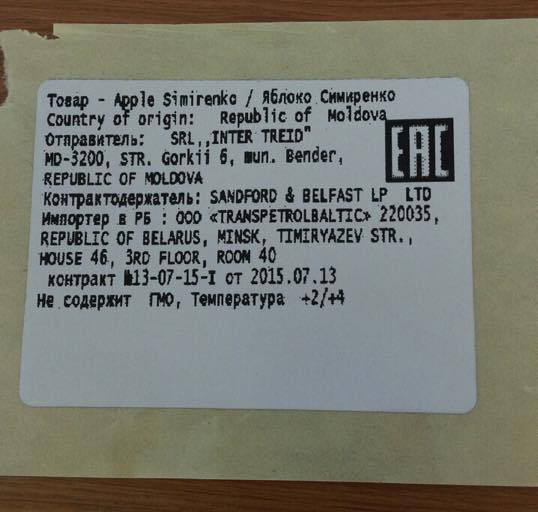 Товар - Apple Simirenko / Яблоко Симиренко
Country of origin: Republic of Moldova
Отправитель: SRL,,INTER TREID"
MD-3200, STR. Gorkii 6, mun. Bender,
REPUBLIC OF MOLDOVA
EAC
Контрактодержатель: SANDFORD & BELFAST LP LTD
Импортер в РБ : ООО «TRANSPETROLBALTIC» 220035,
REPUBLIC OF BELARUS, MINSK, TIMIRYAZEV STR.,
HOUSE 46, 3RD FLOOR, ROOM 40
контракт №13-07-15-I от 2015.07.13
Не содержит ГМО, Температура +2/+4